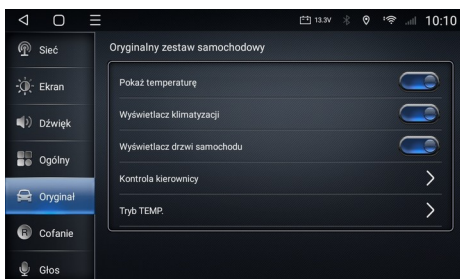 13.3V
10:10
Sieć
Ekran
Dźwięk
Ogólny
Oryginał
R Cofanie
Głos
Oryginalny zestaw samochodowy
Pokaż temperaturę
Wyświetlacz klimatyzacji
Wyświetlacz drzwi samochodu
Kontrola kierownicy
Tryb TEMP.